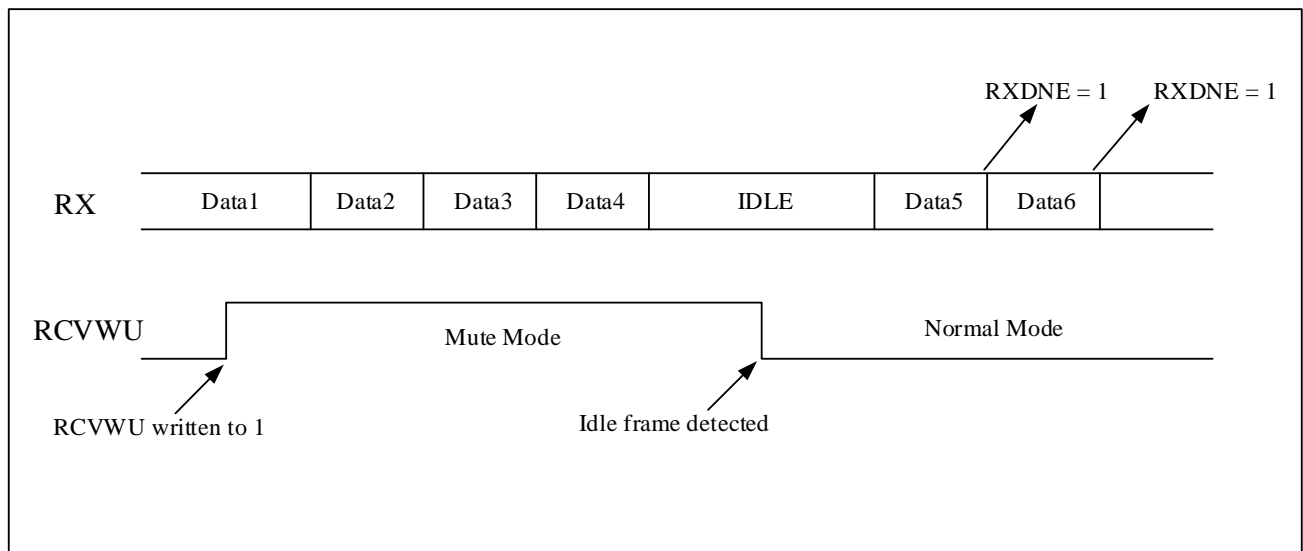 RXDNE = 1 RXDNE = 1
RX Data1 Data2 Data3 Data4 IDLE Data5 Data6
RCVWU Mute Mode Normal Mode
RCVWU written to 1 Idle frame detected